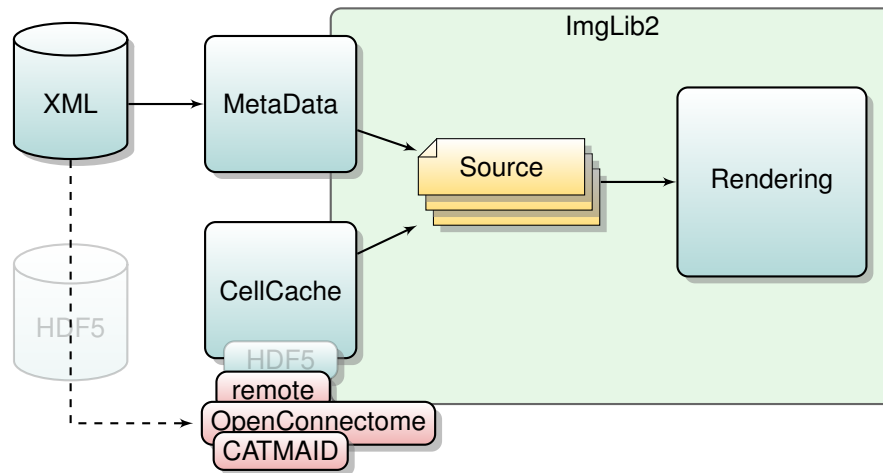 ImgLib2
XML
MetaData
Source
Rendering
HDF5
CellCache
HDF5
remote
OpenConnectome
CATMAID